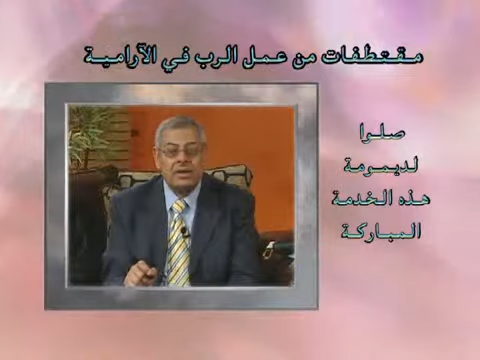 مقتطفات من عمل الرب في الآرامية
صلوا
لديمومة
هذه الخدمة
المباركة